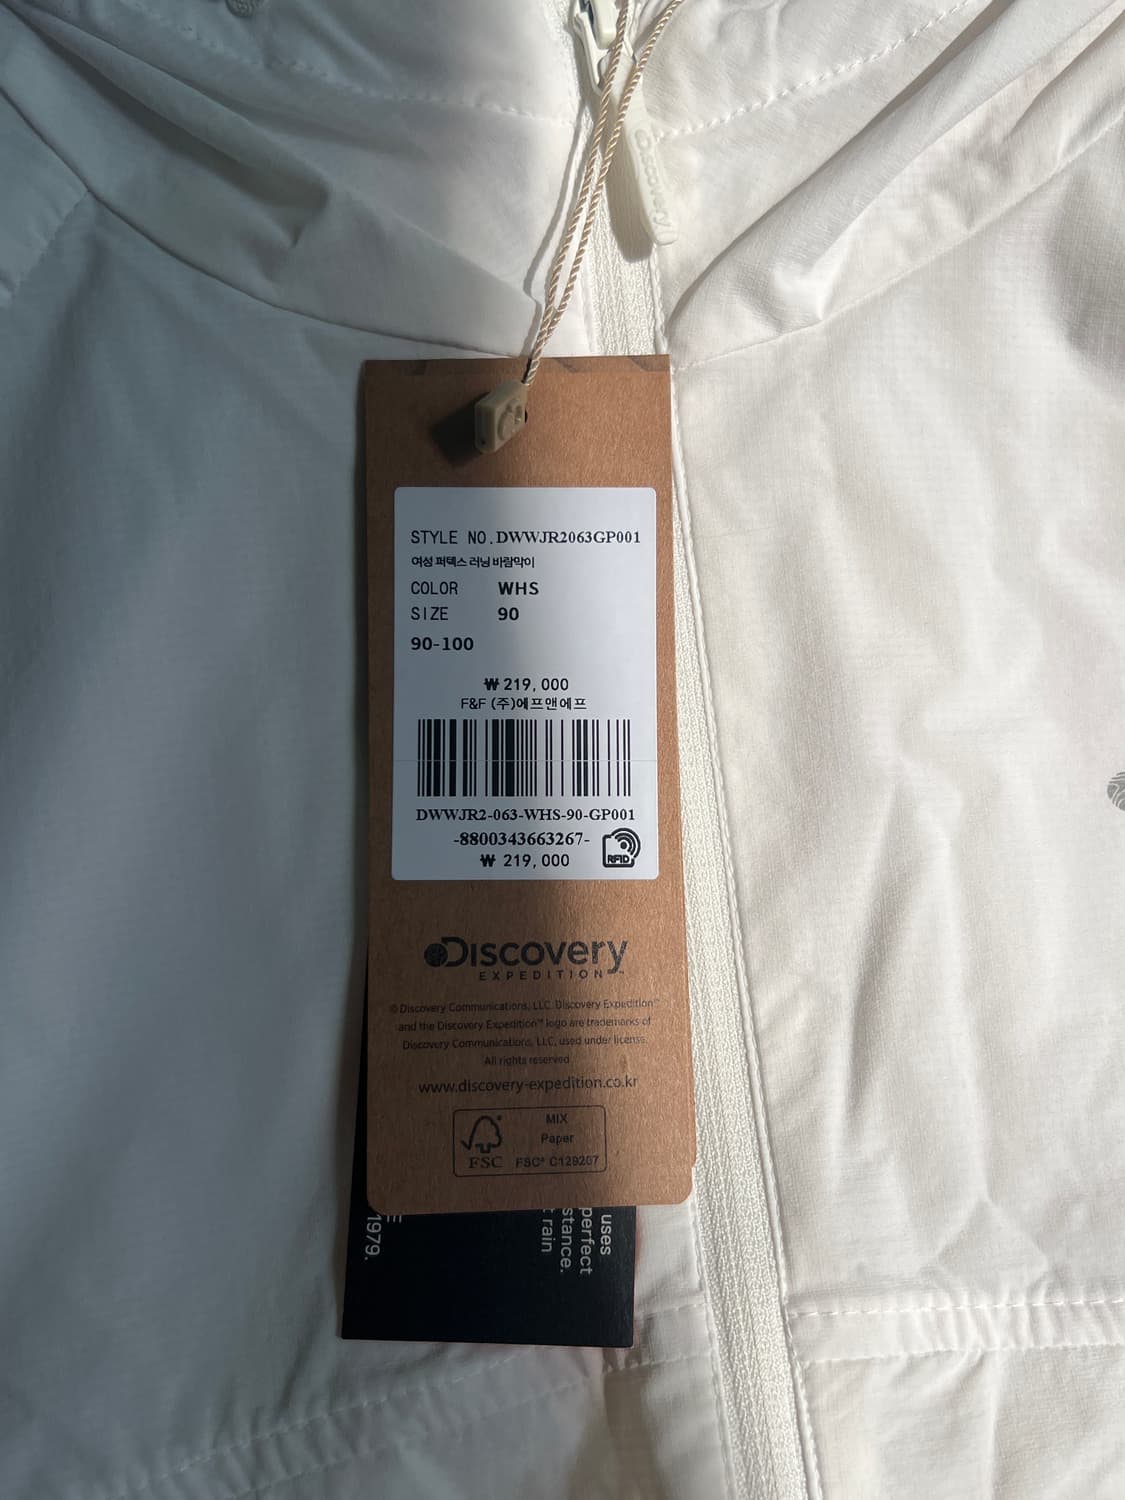 Discovery
STYLE NO. DWWJR2063GP001
여성 퍼텍스 러닝 바람막이
COLOR WHS
SIZE 90
90-100
₩ 219,000
F&F (주)에프앤에프
DWWJR2-063-WHS-90-GP001
-8800343663267-
₩ 219,000
RFID
Discovery
EXPEDITION™
© Discovery Communications, LLC. Discovery Expedition™
and the Discovery Expedition™ logo are trademarks of
Discovery Communications, LLC, used under license.
All rights reserved
www.discovery-expedition.co.kr
MIX
Paper
FSC FSC® C129207
uses
perfect
stance.
t rain
E
1979.